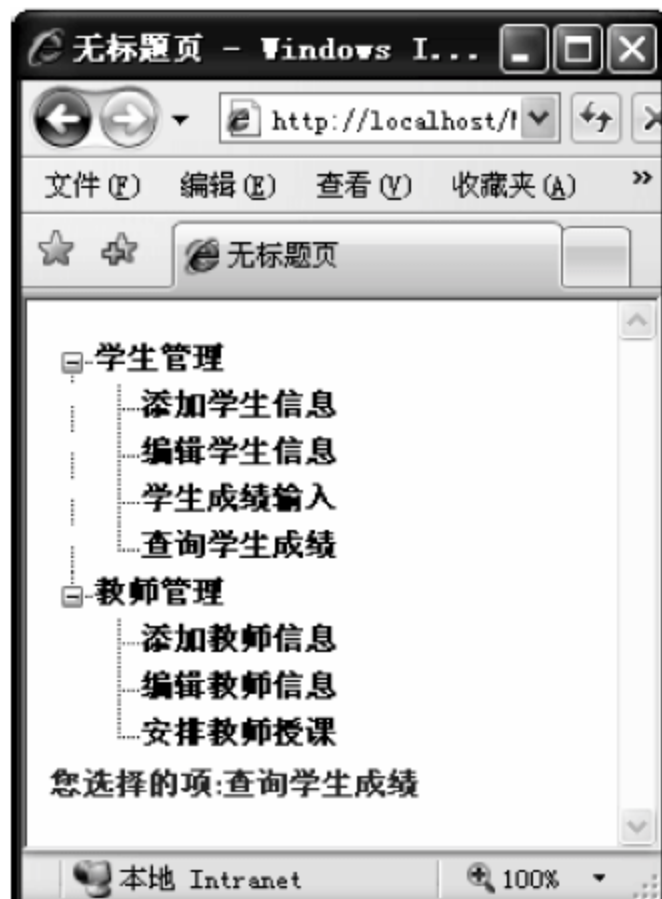 无标题页 - Windows I...
http://localhost/
文件(F) 编辑(E) 查看(V) 收藏夹(A) »
无标题页
学生管理
添加学生信息
编辑学生信息
学生成绩输入
查询学生成绩
教师管理
添加教师信息
编辑教师信息
安排教师授课
您选择的项:查询学生成绩
本地 Intranet 100%